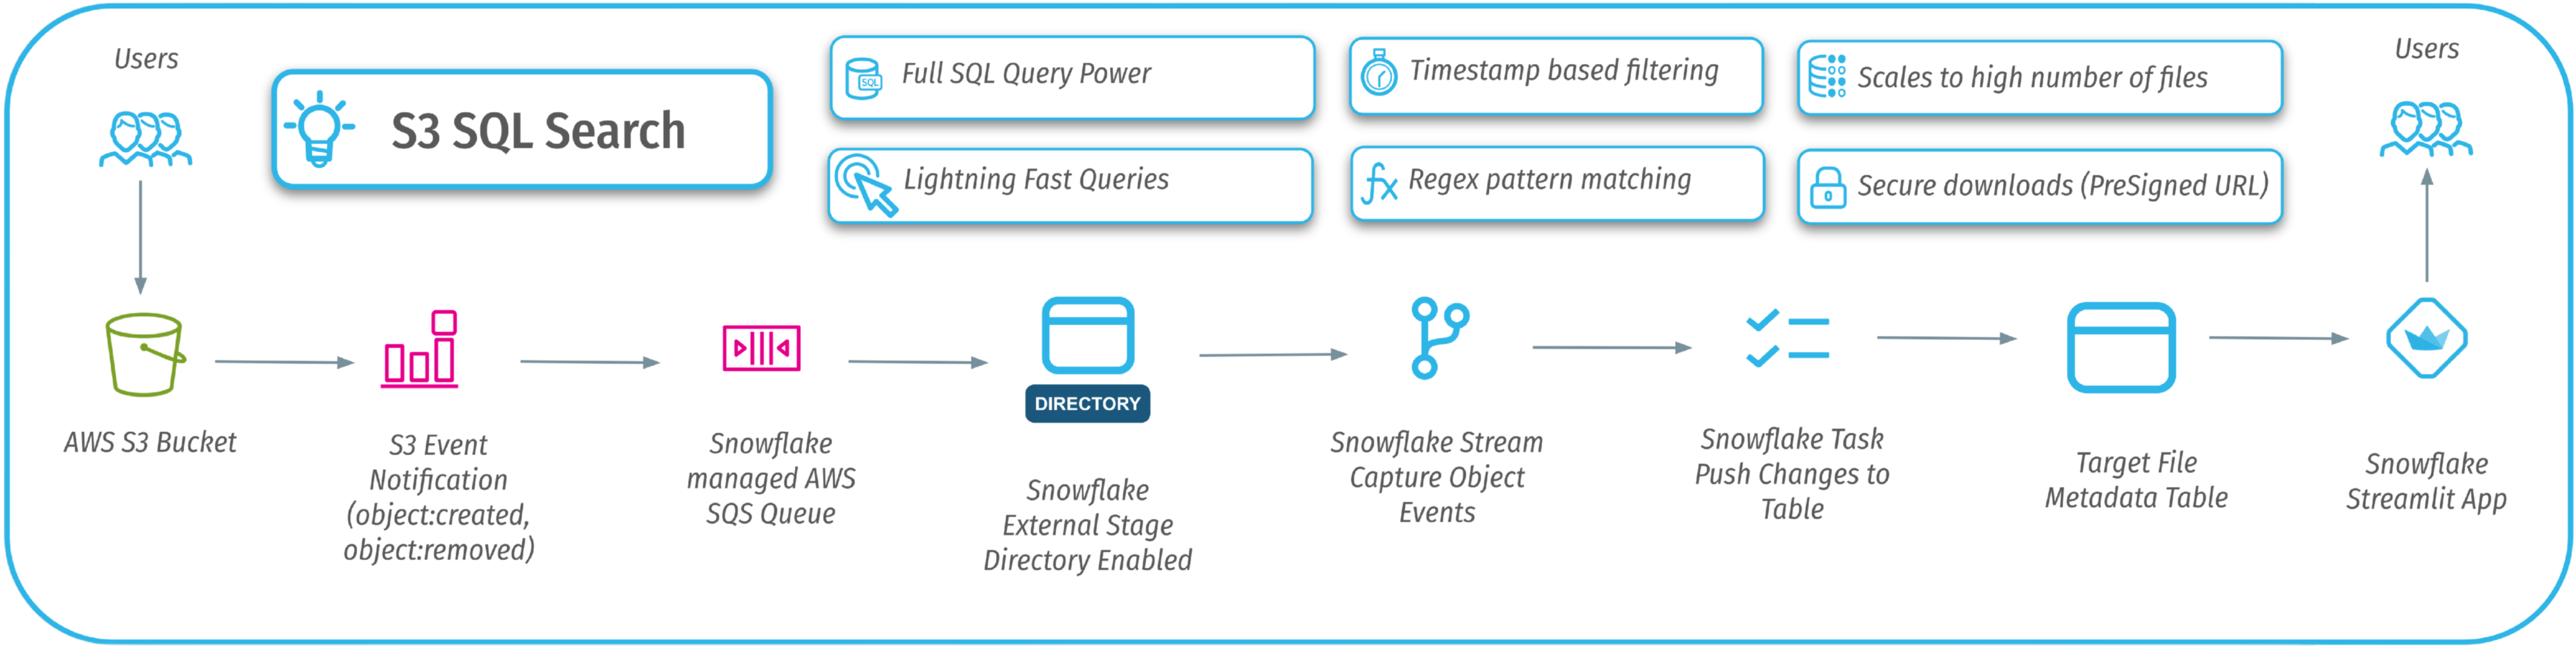 Users
S3 SQL Search
SQL
Full SQL Query Power
Timestamp based filtering
Scales to high number of files
Lightning Fast Queries
fx
Regex pattern matching
Secure downloads (PreSigned URL)
Users
AWS S3 Bucket
S3 Event
Notification
(object:created,
object:removed)
Snowflake
managed AWS
SQS Queue
DIRECTORY
Snowflake
External Stage
Directory Enabled
Snowflake Stream
Capture Object
Events
Snowflake Task
Push Changes to
Table
Target File
Metadata Table
Snowflake
Streamlit App